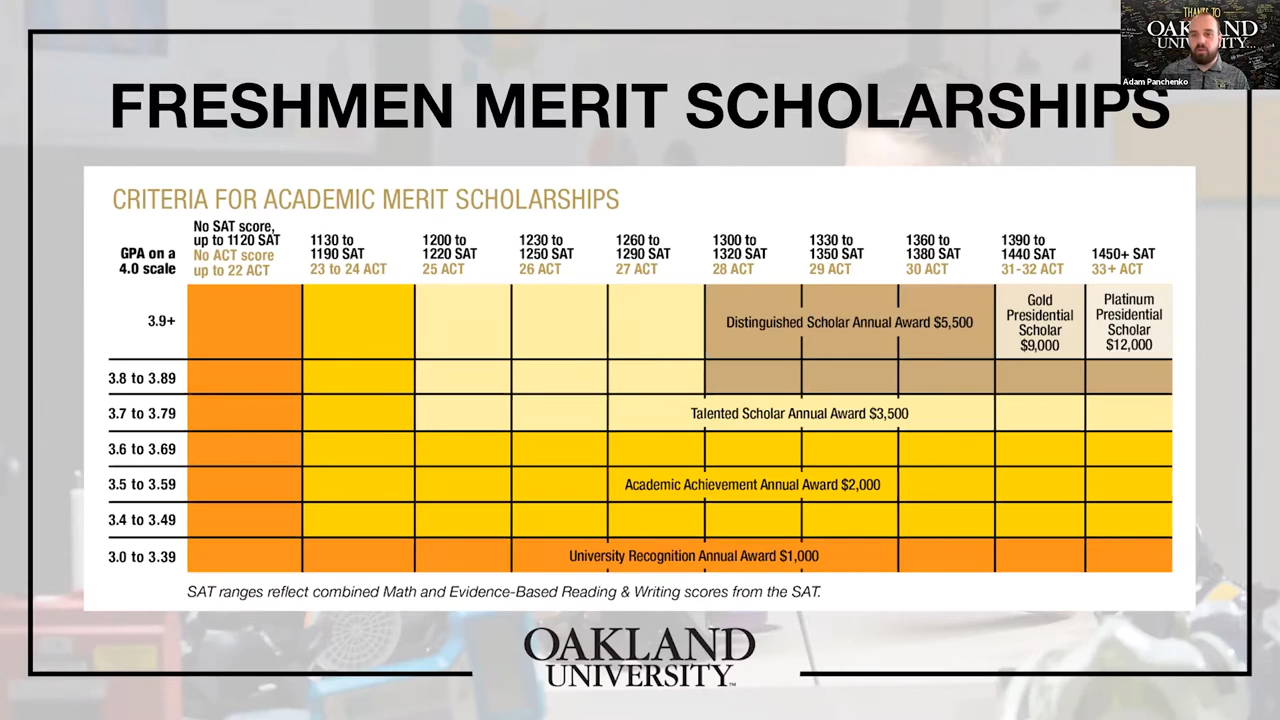 THANKS TO
OAKLAND
UNIVERSITY...
Adam Panchenko
FRESHMEN MERIT SCHOLARSHIPS
CRITERIA FOR ACADEMIC MERIT SCHOLARSHIPS
GPA on a
4.0 scale
No SAT score,
up to 1120 SAT
No ACT score
up to 22 ACT
1130 to
1190 SAT
23 to 24 ACT
1200 to
1220 SAT
25 ACT
1230 to
1250 SAT
26 ACT
1260 to
1290 SAT
27 ACT
1300 to
1320 SAT
28 ACT
1330 to
1350 SAT
29 ACT
1360 to
1380 SAT
30 ACT
1390 to
1440 SAT
31-32 ACT
1450+ SAT
33+ ACT
3.9+
Distinguished Scholar Annual Award $5,500
Gold
Presidential
Scholar
$9,000
Platinum
Presidential
Scholar
$12,000
3.8 to 3.89
3.7 to 3.79
Talented Scholar Annual Award $3,500
3.6 to 3.69
3.5 to 3.59
Academic Achievement Annual Award $2,000
3.4 to 3.49
3.0 to 3.39
University Recognition Annual Award $1,000
SAT ranges reflect combined Math and Evidence-Based Reading & Writing scores from the SAT.
OAKLAND
UNIVERSITY™